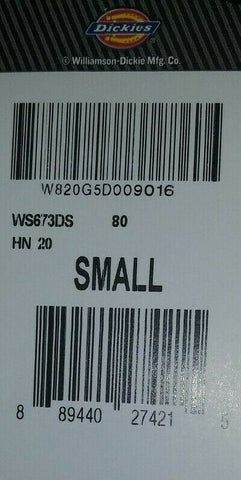 Dickies
© Williamson-Dickie Mfg. Co.
W820G5D009016
WS673DS 80
HN 20
SMALL
8 89440 27421 5